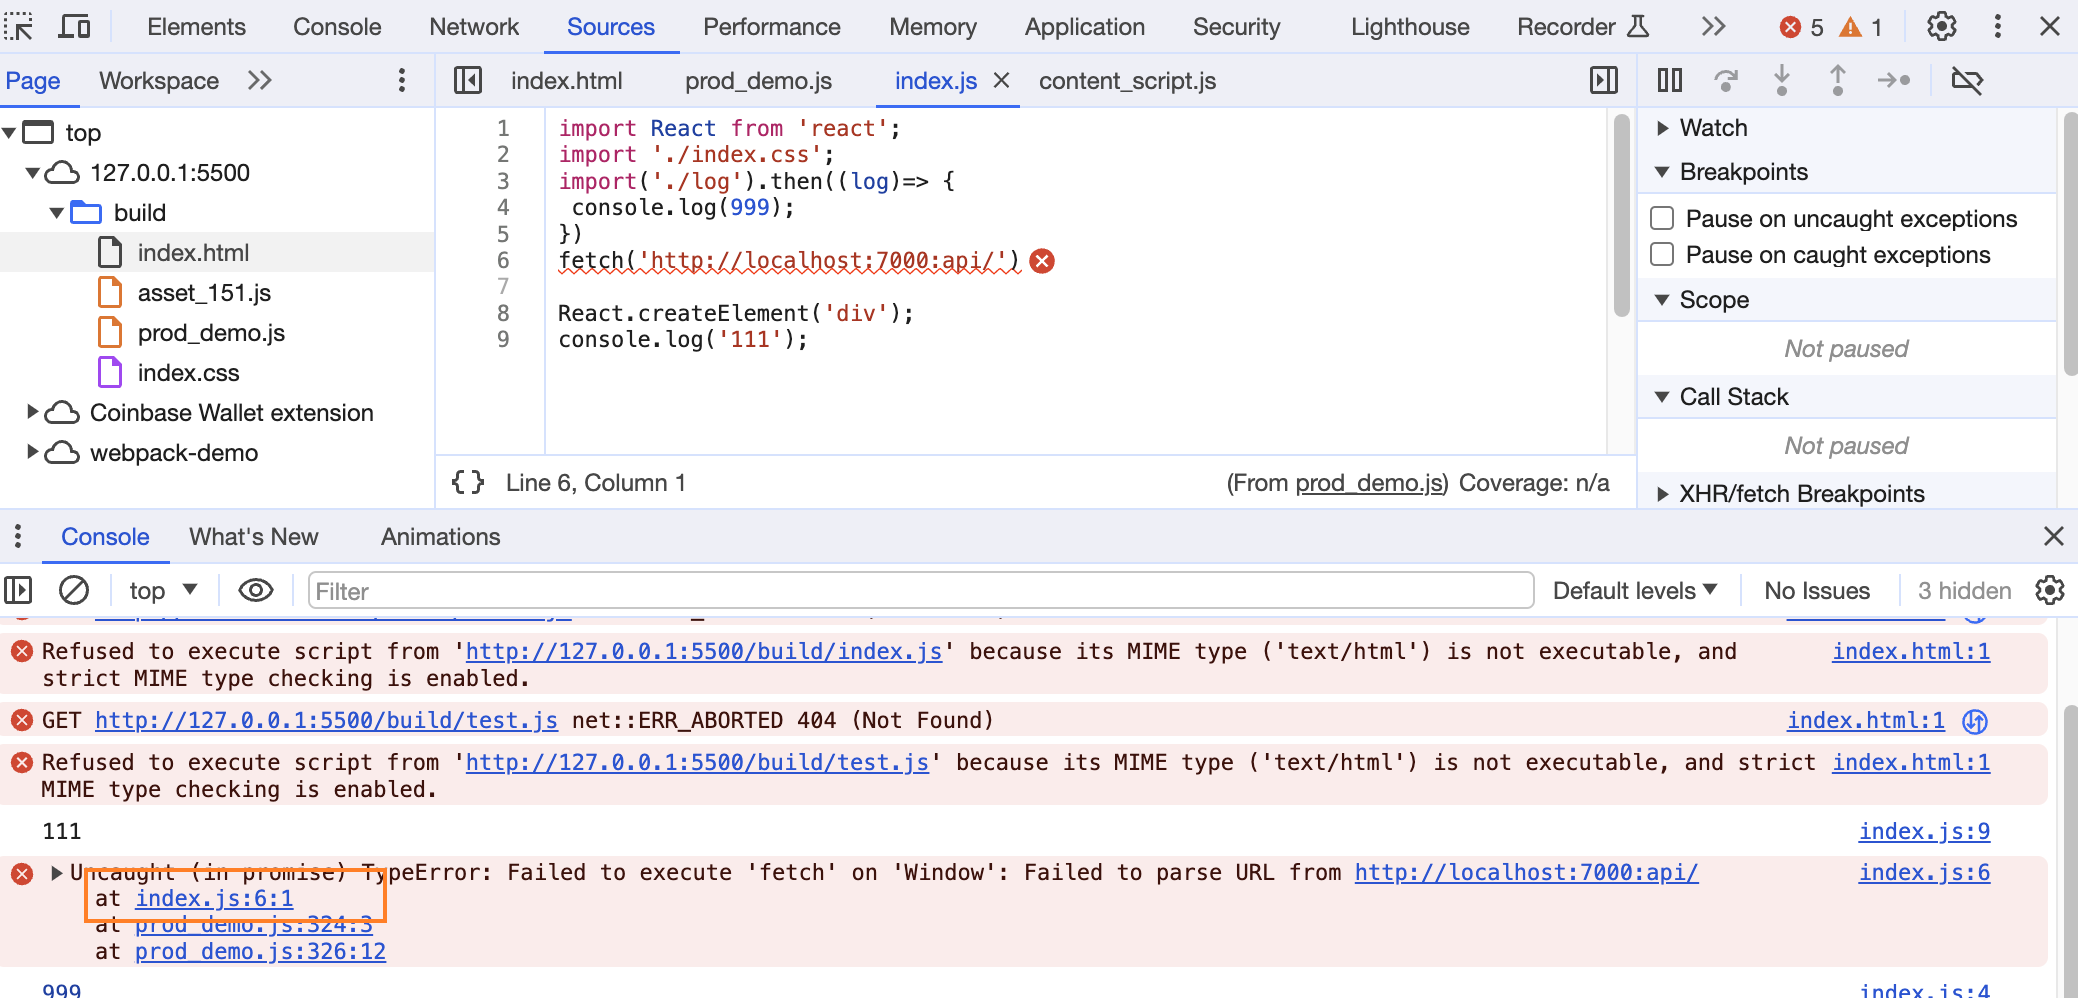 Elements Console Network Sources Performance Memory Application Security Lighthouse Recorder 5 1
Page Workspace index.html prod_demo.js index.js content_script.js
top
127.0.0.1:5500
build
index.html
asset_151.js
prod_demo.js
index.css
Coinbase Wallet extension
webpack-demo
1 import React from 'react';
2 import './index.css';
3 import('./log').then((log)=> {
4 console.log(999);
5 })
6 fetch('http://localhost:7000:api/')
7
8 React.createElement('div');
9 console.log('111');
{} Line 6, Column 1 (From prod_demo.js) Coverage: n/a
Watch
Breakpoints
Pause on uncaught exceptions
Pause on caught exceptions
Scope
Not paused
Call Stack
Not paused
XHR/fetch Breakpoints
Console What's New Animations
top Filter Default levels No Issues 3 hidden
Refused to execute script from 'http://127.0.0.1:5500/build/index.js' because its MIME type ('text/html') is not executable, and index.html:1
strict MIME type checking is enabled.
GET http://127.0.0.1:5500/build/test.js net::ERR_ABORTED 404 (Not Found) index.html:1
Refused to execute script from 'http://127.0.0.1:5500/build/test.js' because its MIME type ('text/html') is not executable, and strict index.html:1
MIME type checking is enabled.
111 index.js:9
Uncaught (in promise) TypeError: Failed to execute 'fetch' on 'Window': Failed to parse URL from http://localhost:7000:api/ index.js:6
at index.js:6:1
at prod_demo.js:324:3
at prod_demo.js:326:12
999 index.js:4